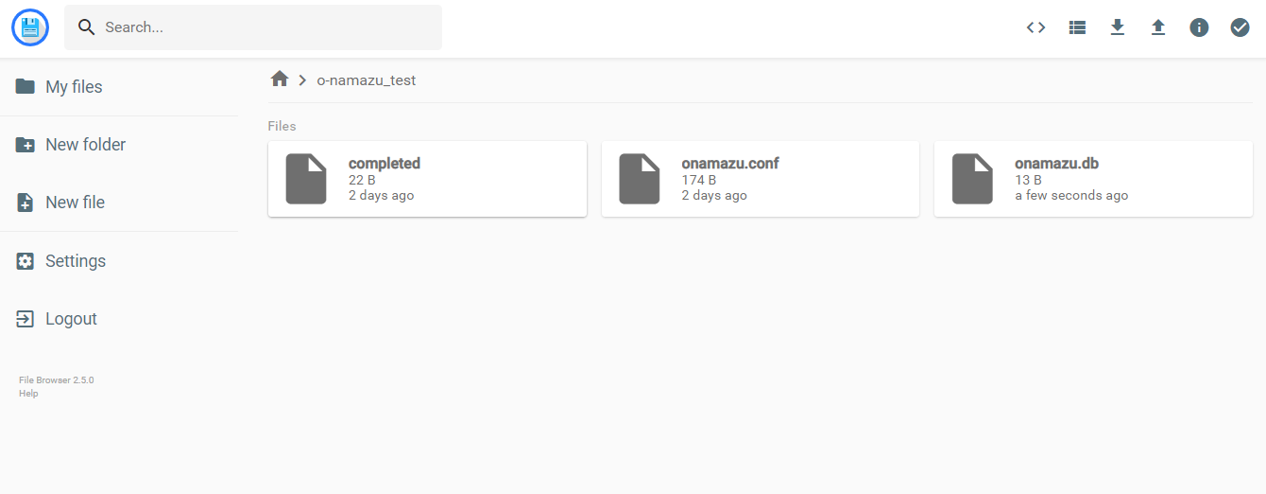 Search...
My files
New folder
New file
Settings
Logout
File Browser 2.5.0
Help
o-namazu_test
Files
completed
22 B
2 days ago
onamazu.conf
174 B
2 days ago
onamazu.db
13 B
a few seconds ago